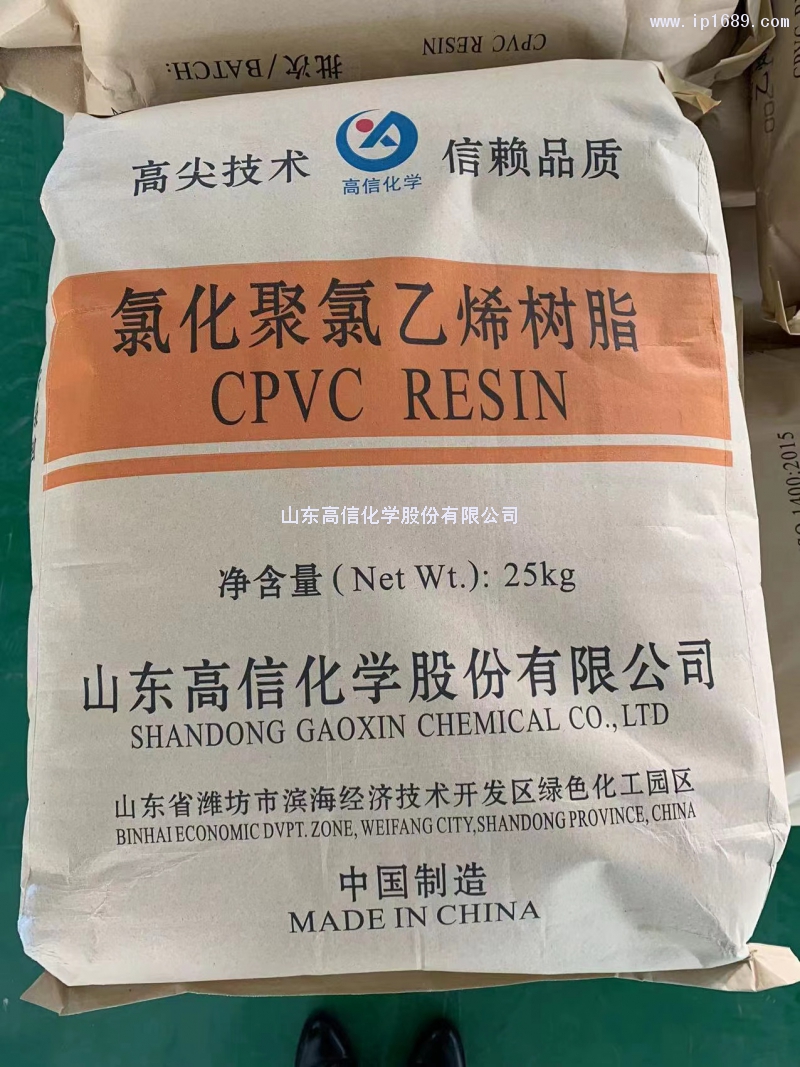 www.ip1689.com
CPVC RESIN
批次/BATCH:
高尖技术
高信化学
信赖品质
氯化聚氯乙烯树脂
CPVC RESIN
山东高信化学股份有限公司
净含量(Net Wt.): 25kg
山东高信化学股份有限公司
SHANDONG GAOXIN CHEMICAL CO.,LTD
山东省潍坊市滨海经济技术开发区绿色化工园区
BINHAI ECONOMIC DVPT. ZONE, WEIFANG CITY,SHANDONG PROVINCE, CHINA
中国制造
MADE IN CHINA
1400:2015